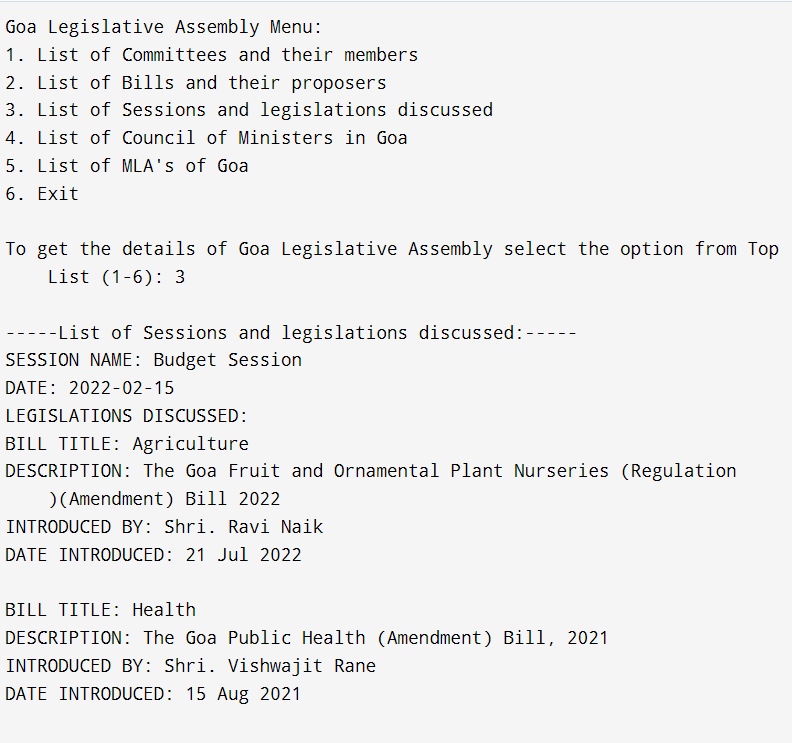 Goa Legislative Assembly Menu:
1. List of Committees and their members
2. List of Bills and their proposers
3. List of Sessions and legislations discussed
4. List of Council of Ministers in Goa
5. List of MLA's of Goa
6. Exit
To get the details of Goa Legislative Assembly select the option from Top
List (1-6): 3
-----List of Sessions and legislations discussed:-----
SESSION NAME: Budget Session
DATE: 2022-02-15
LEGISLATIONS DISCUSSED:
BILL TITLE: Agriculture
DESCRIPTION: The Goa Fruit and Ornamental Plant Nurseries (Regulation
)(Amendment) Bill 2022
INTRODUCED BY: Shri. Ravi Naik
DATE INTRODUCED: 21 Jul 2022
BILL TITLE: Health
DESCRIPTION: The Goa Public Health (Amendment) Bill, 2021
INTRODUCED BY: Shri. Vishwajit Rane
DATE INTRODUCED: 15 Aug 2021